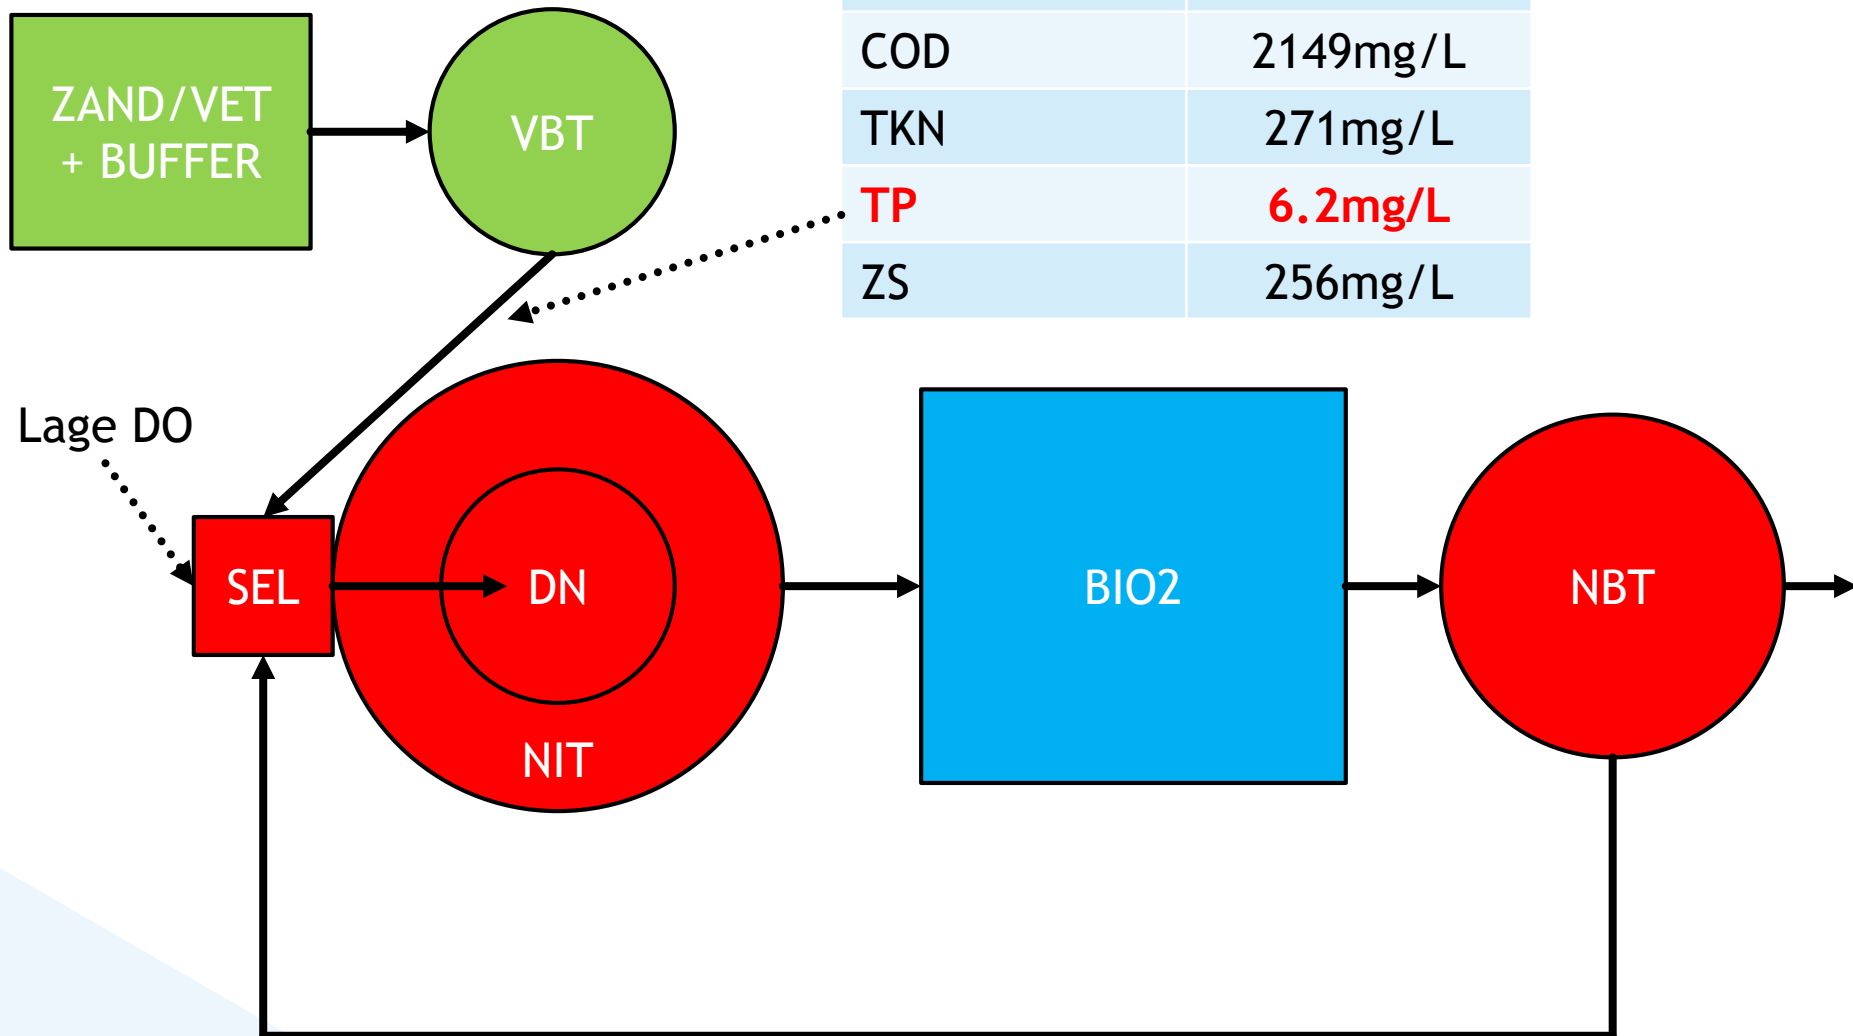 ZAND/VET
+ BUFFER
VBT
COD 2149mg/L
TKN 271mg/L
TP 6.2mg/L
ZS 256mg/L
Lage DO
SEL
DN
NIT
BIO2
NBT